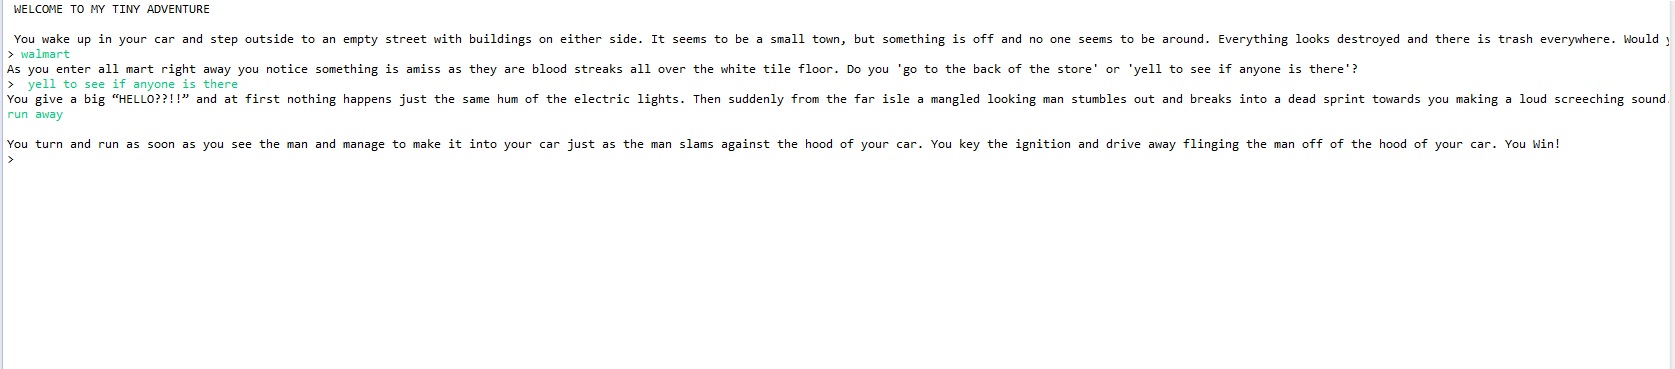 WELCOME TO MY TINY ADVENTURE
You wake up in your car and step outside to an empty street with buildings on either side. It seems to be a small town, but something is off and no one seems to be around. Everything looks destroyed and there is trash everywhere. Would
> walmart
As you enter all mart right away you notice something is amiss as they are blood streaks all over the white tile floor. Do you 'go to the back of the store' or 'yell to see if anyone is there'?
> yell to see if anyone is there
You give a big “HELLO??!!” and at first nothing happens just the same hum of the electric lights. Then suddenly from the far isle a mangled looking man stumbles out and breaks into a dead sprint towards you making a loud screeching sound.
run away
You turn and run as soon as you see the man and manage to make it into your car just as the man slams against the hood of your car. You key the ignition and drive away flinging the man off of the hood of your car. You Win!
>